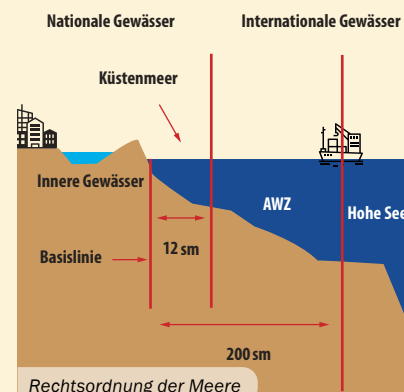 Nationale Gewässer
Internationale Gewässer
Küstenmeer
Innere Gewässer
AWZ
Hohe See
Basislinie
12 sm
200 sm
Rechtsordnung der Meere